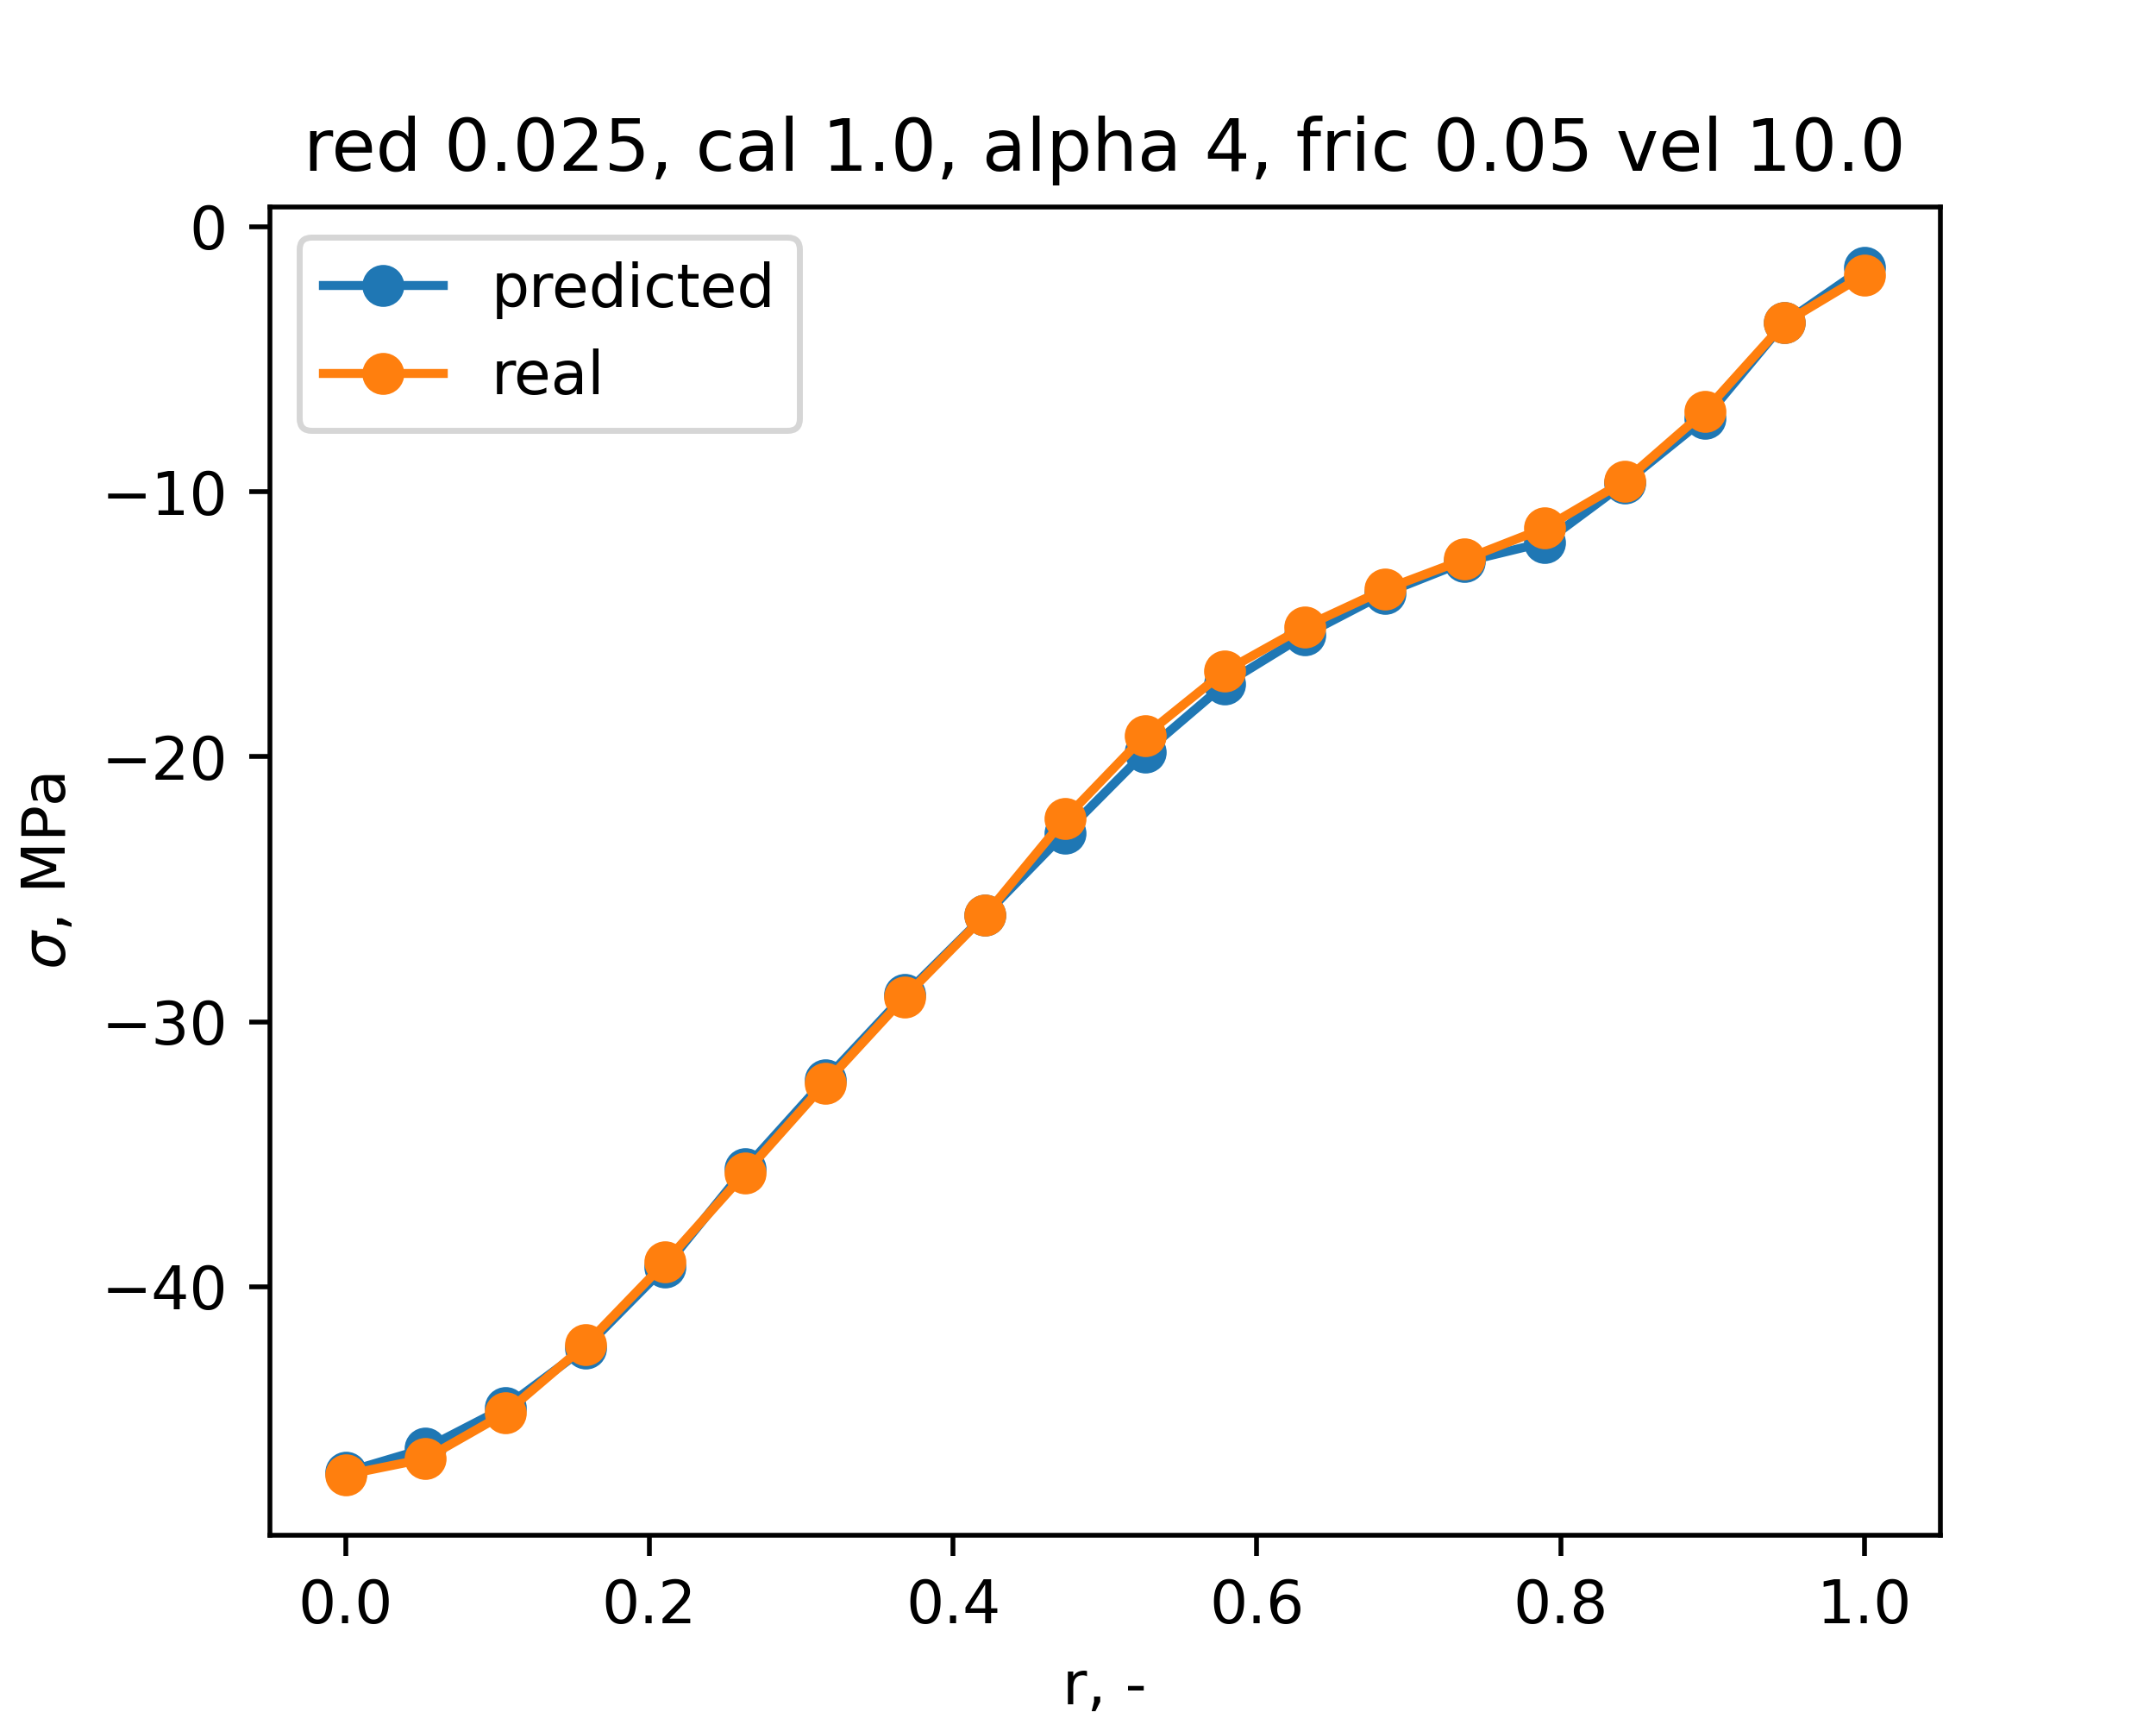 red 0.025, cal 1.0, alpha 4, fric 0.05 vel 10.0
predicted
real
0
−10
−20
−30
−40
σ, MPa
0.0 0.2 0.4 0.6 0.8 1.0
r, -